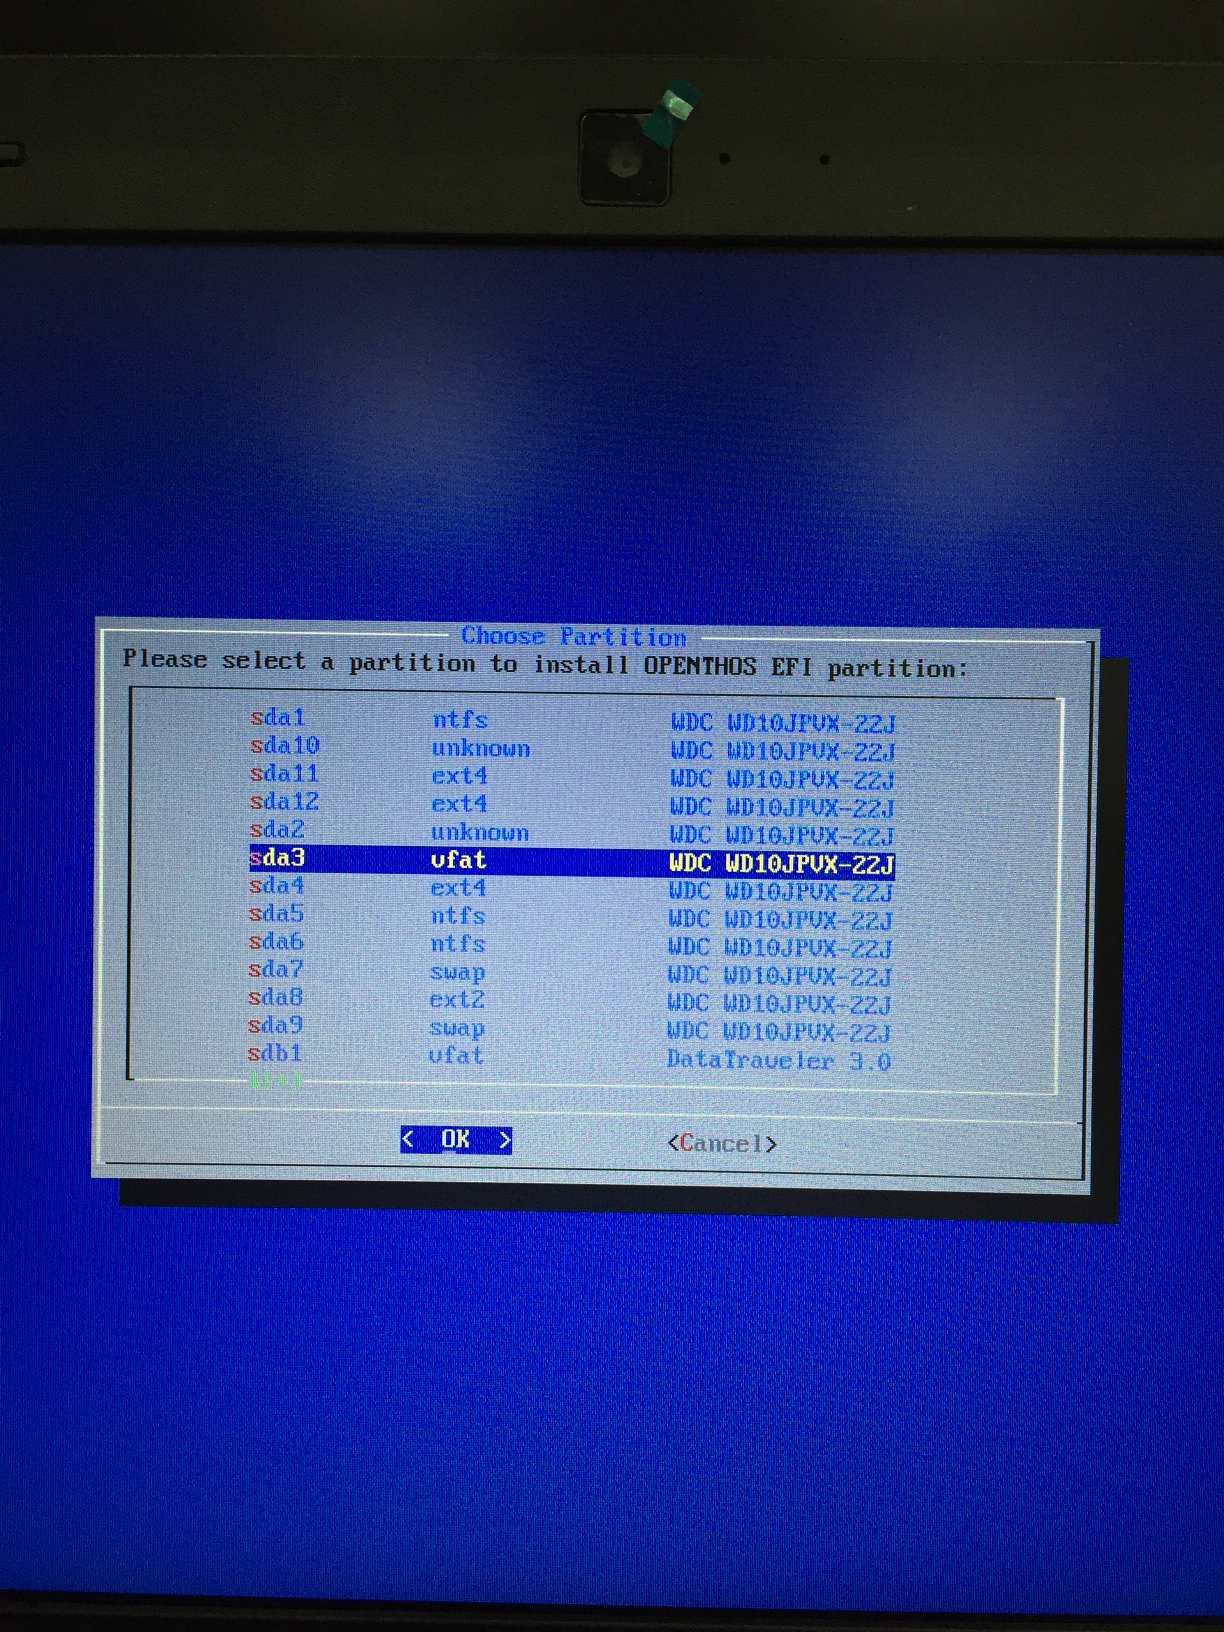 Choose Partition
Please select a partition to install OPENTHOS EFI partition:
sda1 ntfs WDC WD10JPVX-22J
sda10 unknown WDC WD10JPVX-22J
sda11 ext4 WDC WD10JPVX-22J
sda12 ext4 WDC WD10JPVX-22J
sda2 unknown WDC WD10JPVX-22J
sda3 vfat WDC WD10JPVX-22J
sda4 ext4 WDC WD10JPVX-22J
sda5 ntfs WDC WD10JPVX-22J
sda6 ntfs WDC WD10JPVX-22J
sda7 swap WDC WD10JPVX-22J
sda8 ext2 WDC WD10JPVX-22J
sda9 swap WDC WD10JPVX-22J
sdb1 vfat DataTraveler 3.0
< OK > <Cancel>